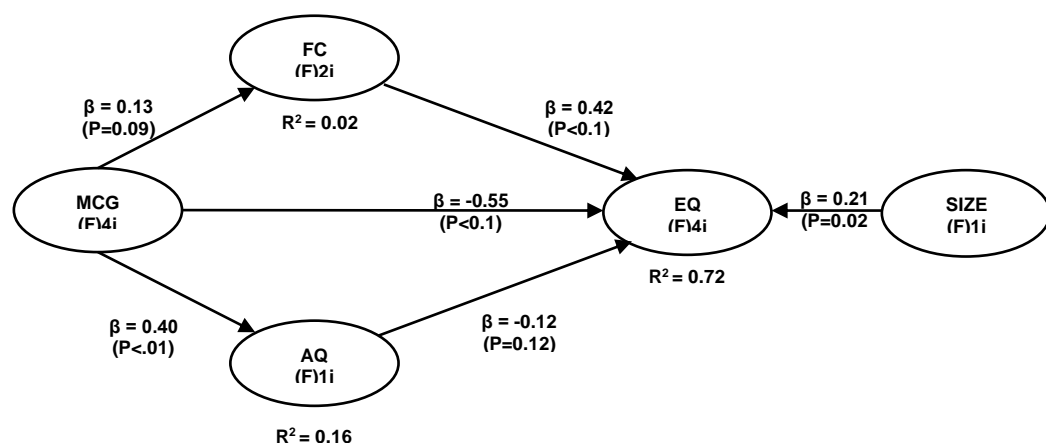 FC
(F)2i
β = 0.13
(P=0.09)
R² = 0.02
β = 0.42
(P<0.1)
MCG
(F)4i
β = -0.55
(P<0.1)
EQ
(F)4i
β = 0.21
(P=0.02
SIZE
(F)1i
R² = 0.72
β = 0.40
(P<.01)
AQ
(F)1i
β = -0.12
(P=0.12)
R² = 0.16